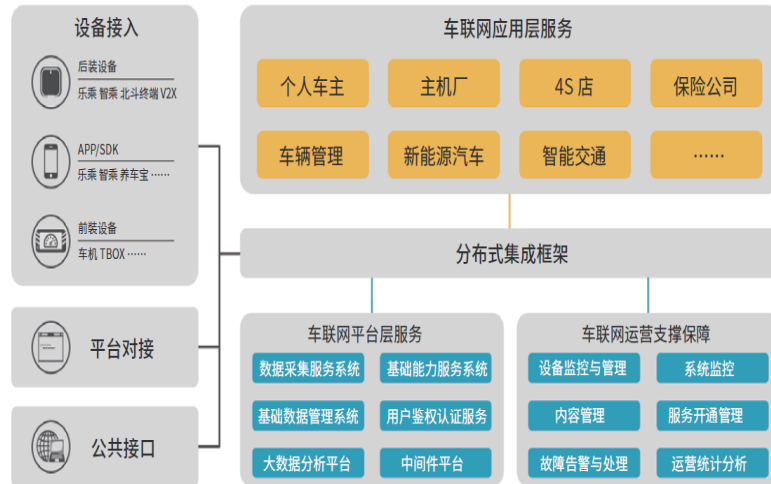 设备接入
后装设备
乐乘 智乘 北斗终端 V2X
APP/SDK
乐乘 智乘 养车宝 ……
前装设备
车机 TBOX ……
平台对接
公共接口
车联网应用层服务
个人车主
主机厂
4S 店
保险公司
车辆管理
新能源汽车
智能交通
……
分布式集成框架
车联网平台层服务
数据采集服务系统
基础能力服务系统
基础数据管理系统
用户鉴权认证服务
大数据分析平台
中间件平台
车联网运营支撑保障
设备监控与管理
系统监控
内容管理
服务开通管理
故障告警与处理
运营统计分析